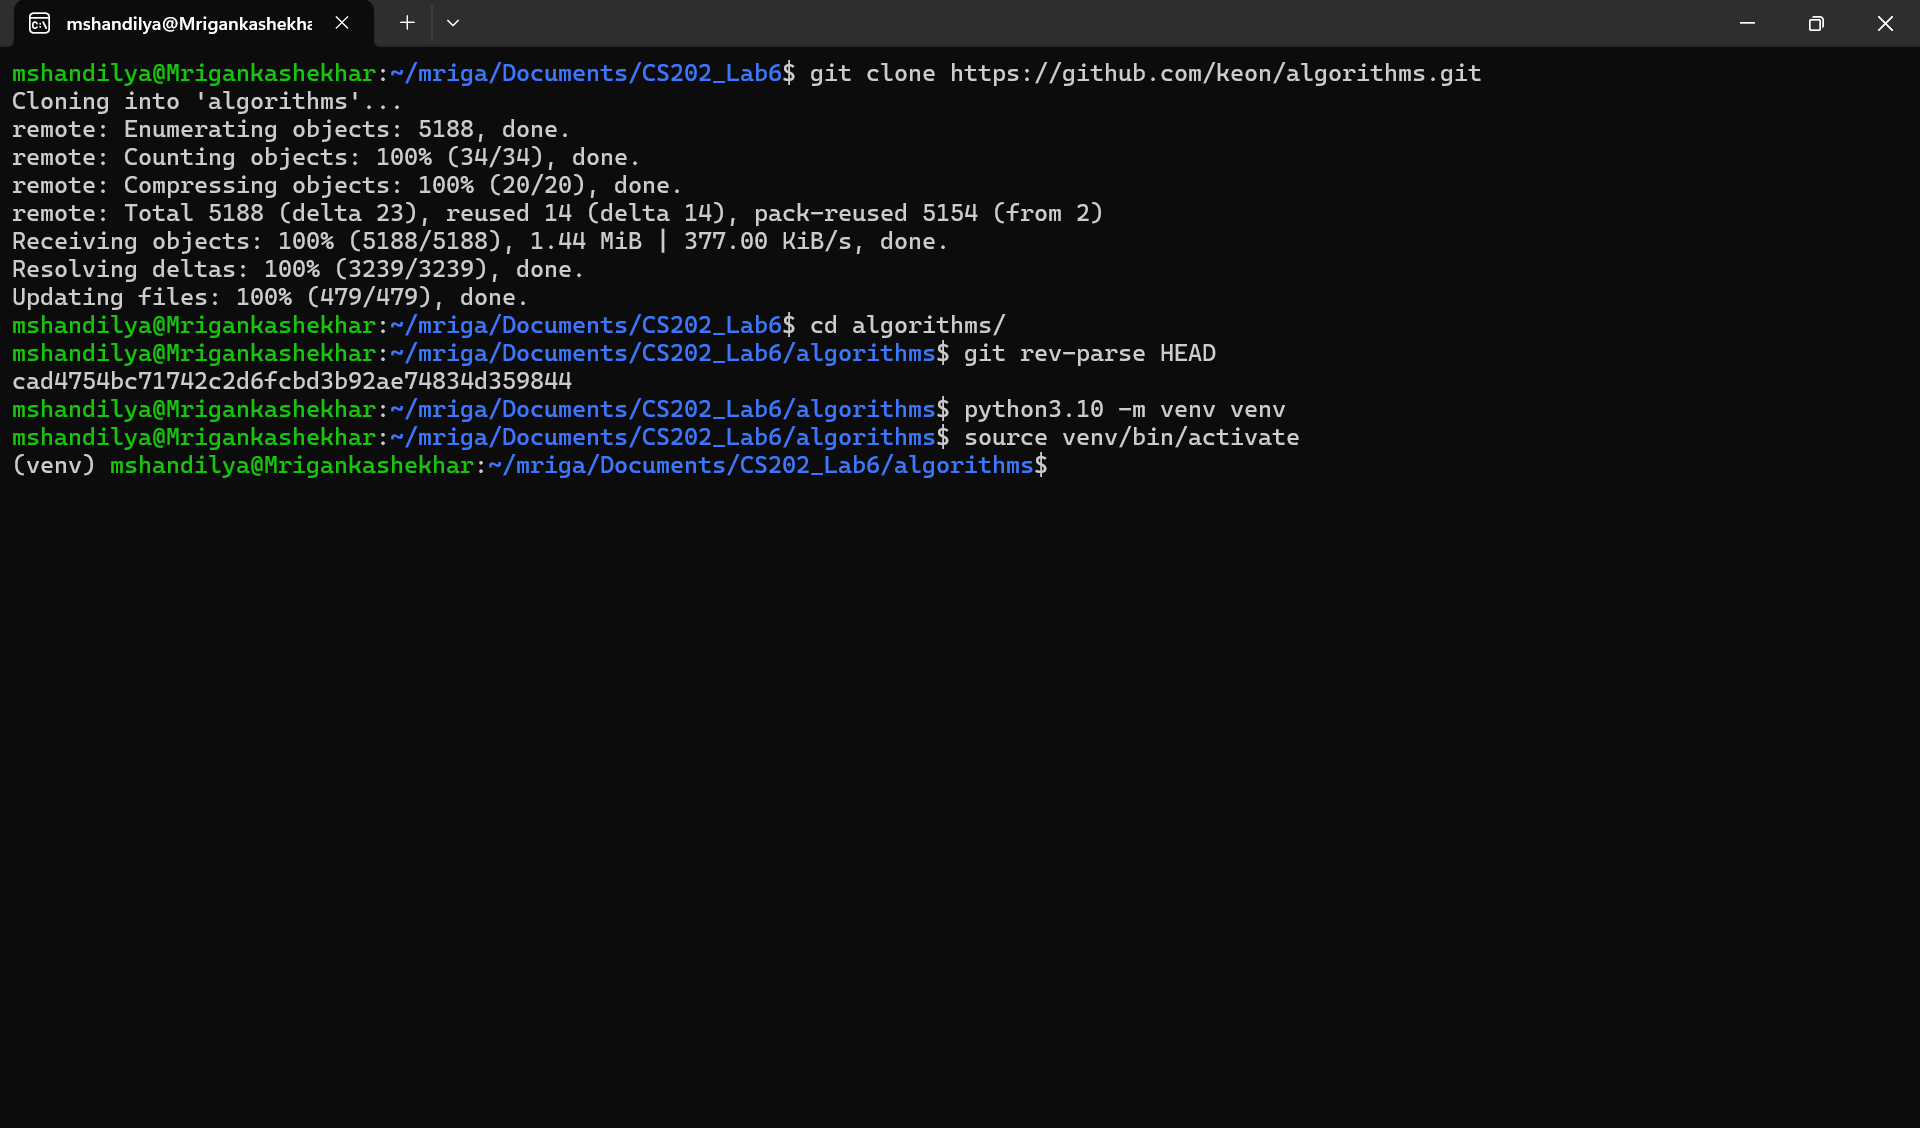 mshandilya@Mrigankashekha
mshandilya@Mrigankashekhar:~/mriga/Documents/CS202_Lab6$ git clone https://github.com/keon/algorithms.git
Cloning into 'algorithms'...
remote: Enumerating objects: 5188, done.
remote: Counting objects: 100% (34/34), done.
remote: Compressing objects: 100% (20/20), done.
remote: Total 5188 (delta 23), reused 14 (delta 14), pack-reused 5154 (from 2)
Receiving objects: 100% (5188/5188), 1.44 MiB | 377.00 KiB/s, done.
Resolving deltas: 100% (3239/3239), done.
Updating files: 100% (479/479), done.
mshandilya@Mrigankashekhar:~/mriga/Documents/CS202_Lab6$ cd algorithms/
mshandilya@Mrigankashekhar:~/mriga/Documents/CS202_Lab6/algorithms$ git rev-parse HEAD
cad4754bc71742c2d6fcbd3b92ae74834d359844
mshandilya@Mrigankashekhar:~/mriga/Documents/CS202_Lab6/algorithms$ python3.10 -m venv venv
mshandilya@Mrigankashekhar:~/mriga/Documents/CS202_Lab6/algorithms$ source venv/bin/activate
(venv) mshandilya@Mrigankashekhar:~/mriga/Documents/CS202_Lab6/algorithms$